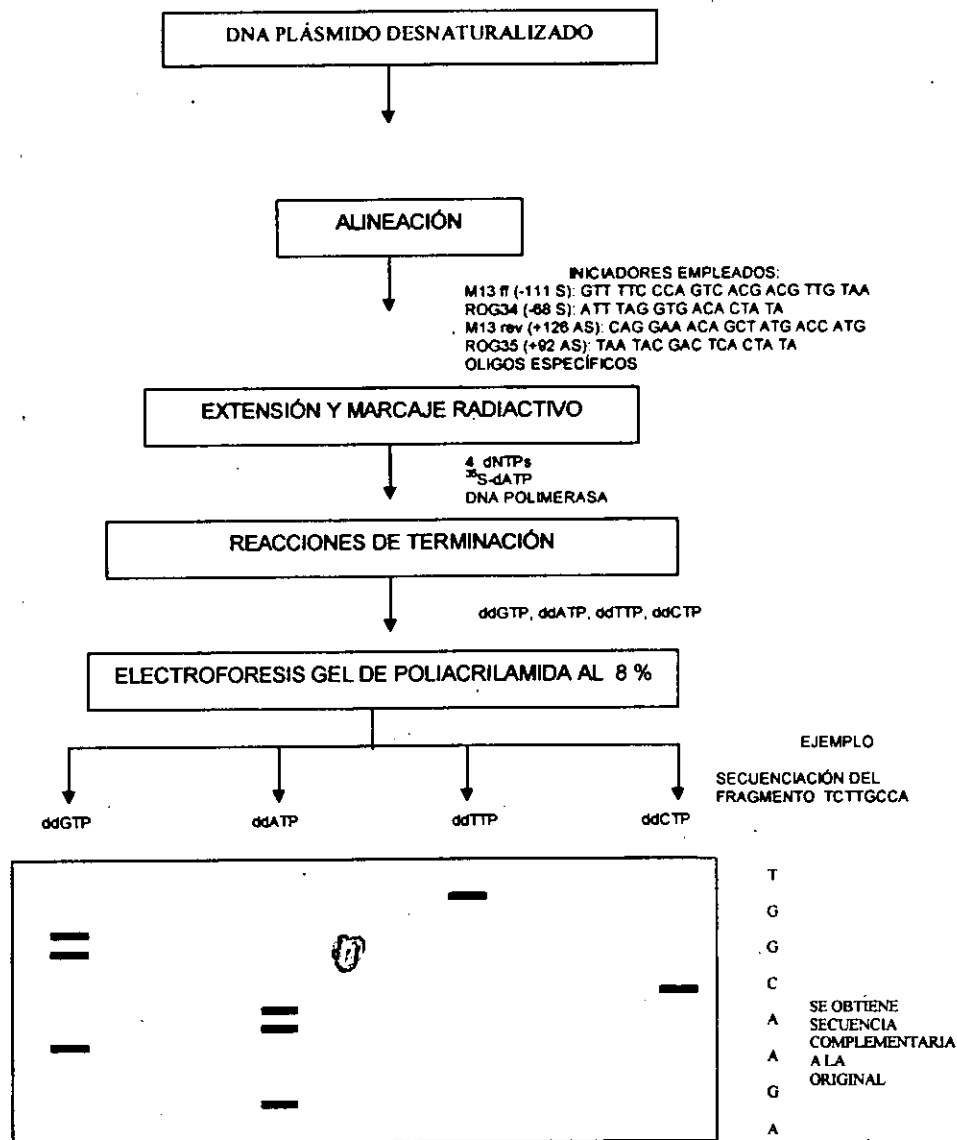 DNA PLÁSMIDO DESNATURALIZADO
ALINEACIÓN
INICIADORES EMPLEADOS:
M13 ff (-111 S): GTT TTC CCA GTC ACG ACG TTG TAA
ROG34 (-68 S): ATT TAG GTG ACA CTA TA
M13 rev (+126 AS): CAG GAA ACA GCT ATG ACC ATG
ROG35 (+92 AS): TAA TAC GAC TCA CTA TA
OLIGOS ESPECÍFICOS
EXTENSIÓN Y MARCAJE RADIACTIVO
4 dNTPs
³⁵S-dATP
DNA POLIMERASA
REACCIONES DE TERMINACIÓN
ddGTP, ddATP, ddTTP, ddCTP
ELECTROFORESIS GEL DE POLIACRILAMIDA AL 8 %
EJEMPLO
SECUENCIACIÓN DEL
FRAGMENTO TCTTGCCA
ddGTP ddATP ddTTP ddCTP
T
G
G
C
A
A
G
A
SE OBTIENE
SECUENCIA
COMPLEMENTARIA
A LA
ORIGINAL